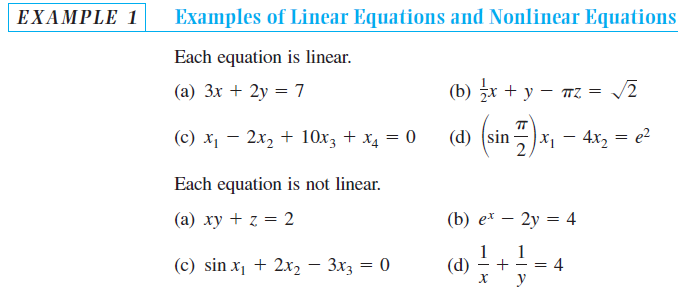 EXAMPLE 1 Examples of Linear Equations and Nonlinear Equations
Each equation is linear.
(a) 3x + 2y = 7 (b) ½x + y − πz = √2
(c) x₁ − 2x₂ + 10x₃ + x₄ = 0 (d) (sin π/2)x₁ − 4x₂ = e²
Each equation is not linear.
(a) xy + z = 2 (b) eˣ − 2y = 4
(c) sin x₁ + 2x₂ − 3x₃ = 0 (d) 1/x + 1/y = 4